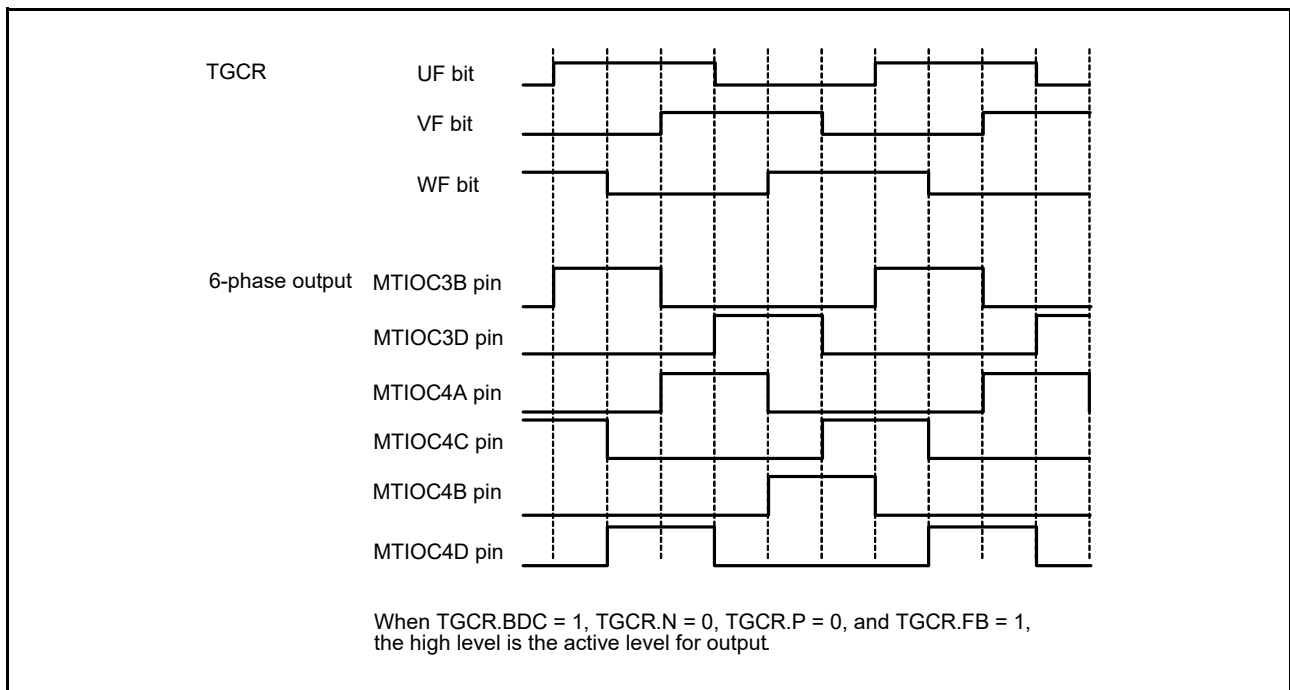 TGCR UF bit
VF bit
WF bit
6-phase output MTIOC3B pin
MTIOC3D pin
MTIOC4A pin
MTIOC4C pin
MTIOC4B pin
MTIOC4D pin
When TGCR.BDC = 1, TGCR.N = 0, TGCR.P = 0, and TGCR.FB = 1,
the high level is the active level for output.